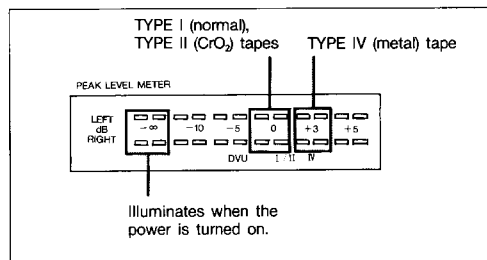 TYPE I (normal),
TYPE II (CrO₂) tapes
TYPE IV (metal) tape
PEAK LEVEL METER
LEFT
dB
RIGHT
-∞ -10 -5 0 +3 +5
DVU I / II IV
Illuminates when the
power is turned on.